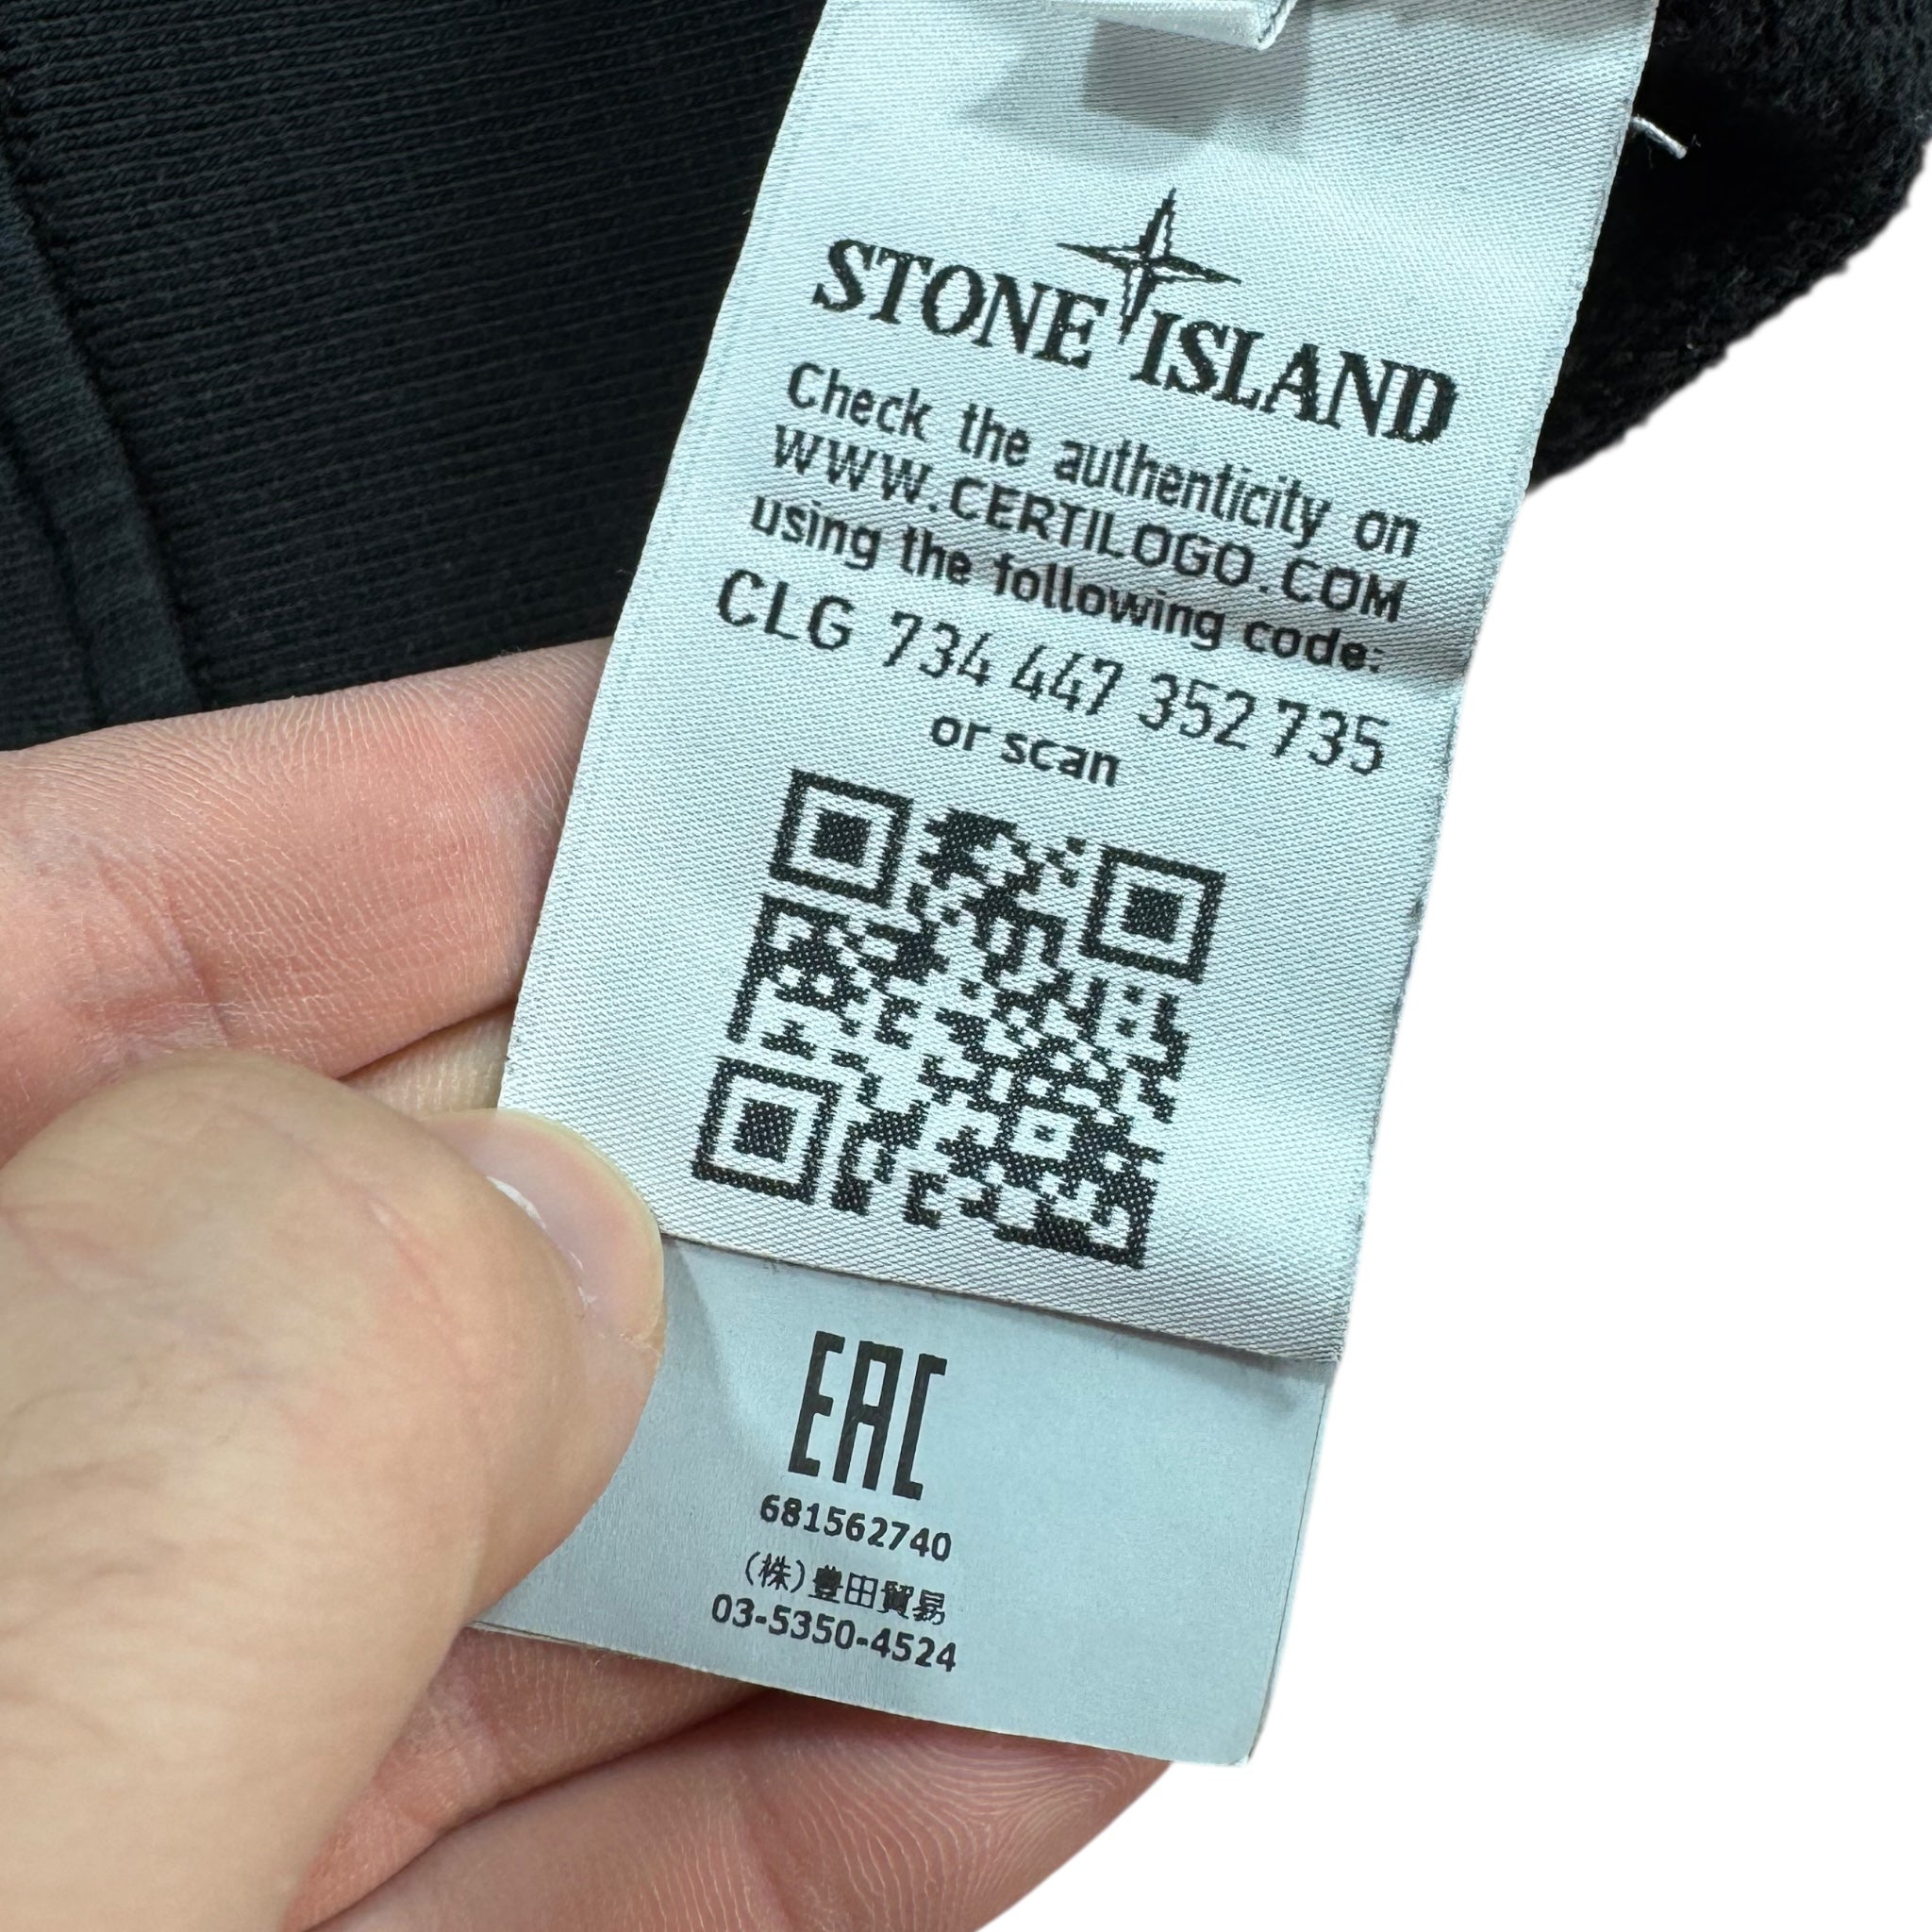 STONE ISLAND
Check the authenticity on
WWW.CERTILOGO.COM
using the following code:
CLG 734 447 352 735
or scan
EAC
681562740
(株)豊田貿易
03-5350-4524